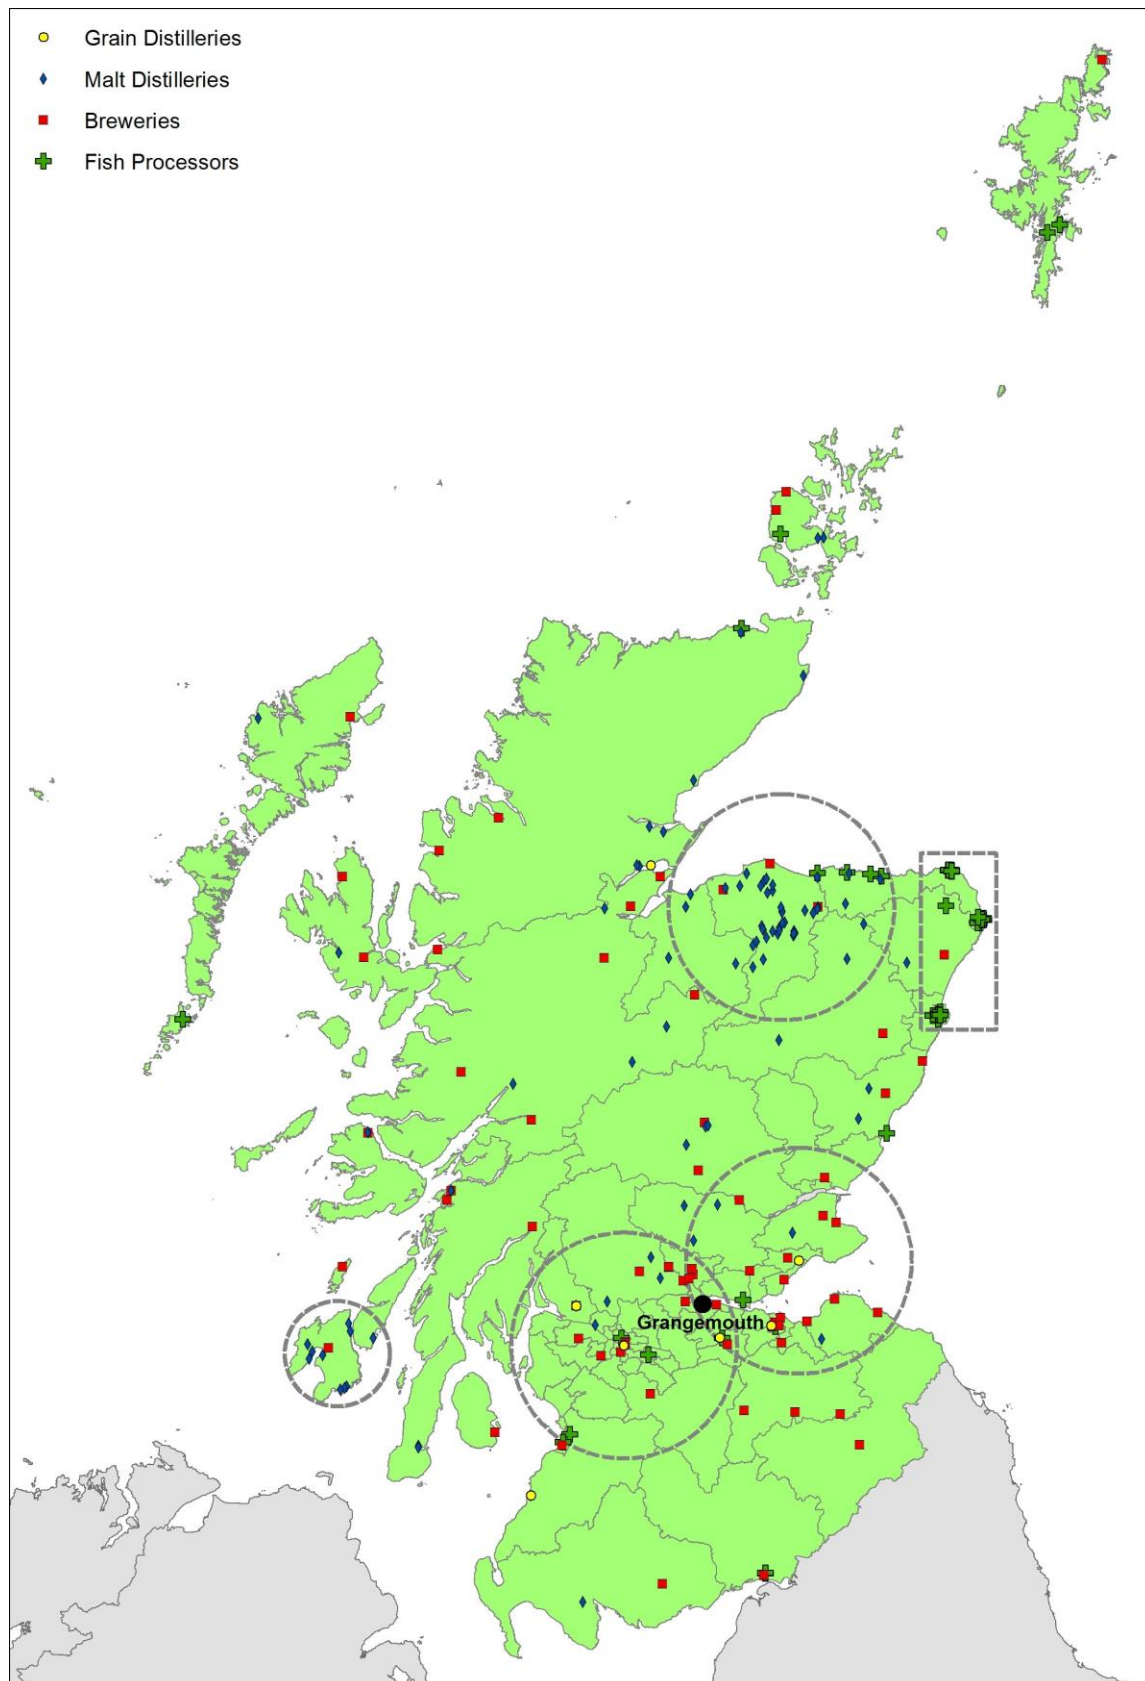 Grain Distilleries
Malt Distilleries
Breweries
Fish Processors
Grangemouth